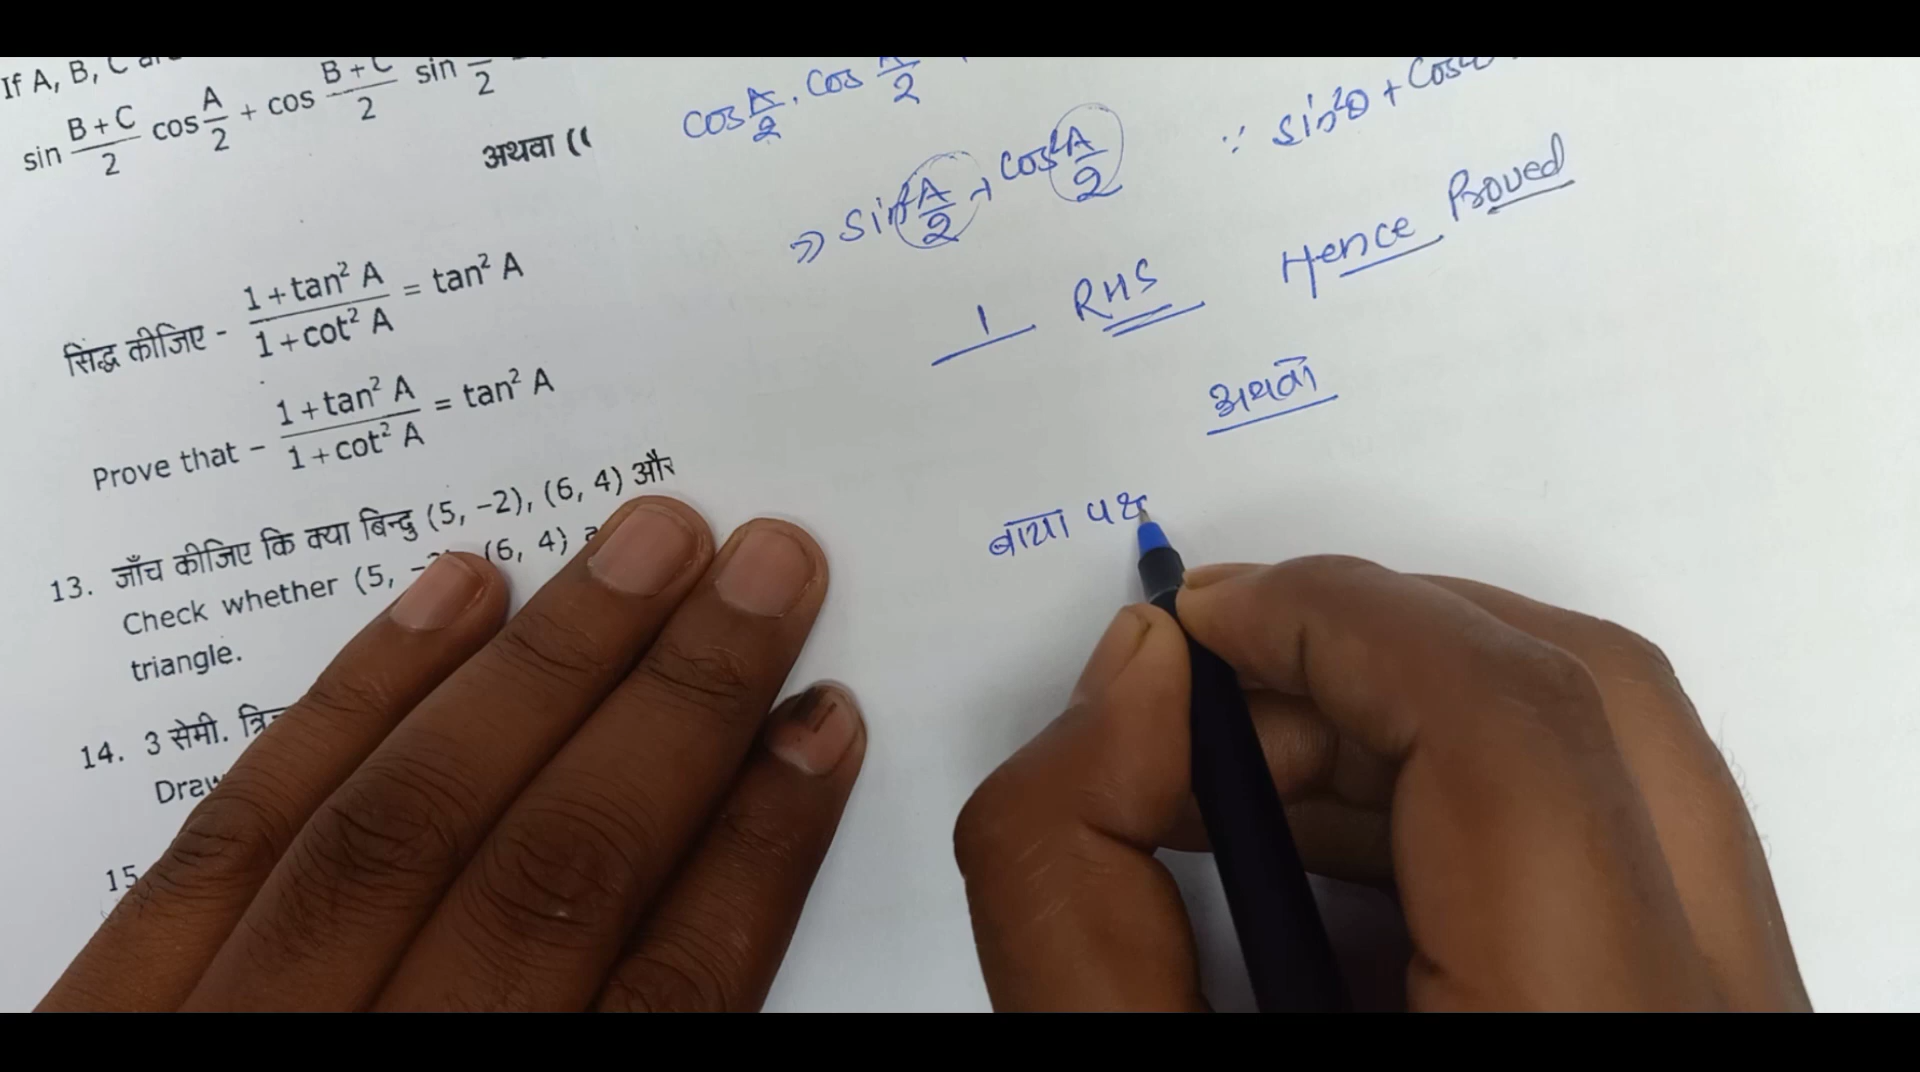 If A, B, C
sin B + C / 2 cos A / 2 + cos B + C / 2 sin / 2
अथवा ((
सिद्ध कीजिए - 1 + tan² A / 1 + cot² A = tan² A
Prove that - 1 + tan² A / 1 + cot² A = tan² A
13. जाँच कीजिए कि क्या बिन्दु (5, -2), (6, 4) और
Check whether (5, (6, 4)
triangle.
14. 3 सेमी.
Draw
15.
cos A/2 . cos A/2
=> sin² A/2 + cos² A/2 ∵ sin²θ + cos²θ
1 RHS Hence Proved
अथवा
बाया पक्ष